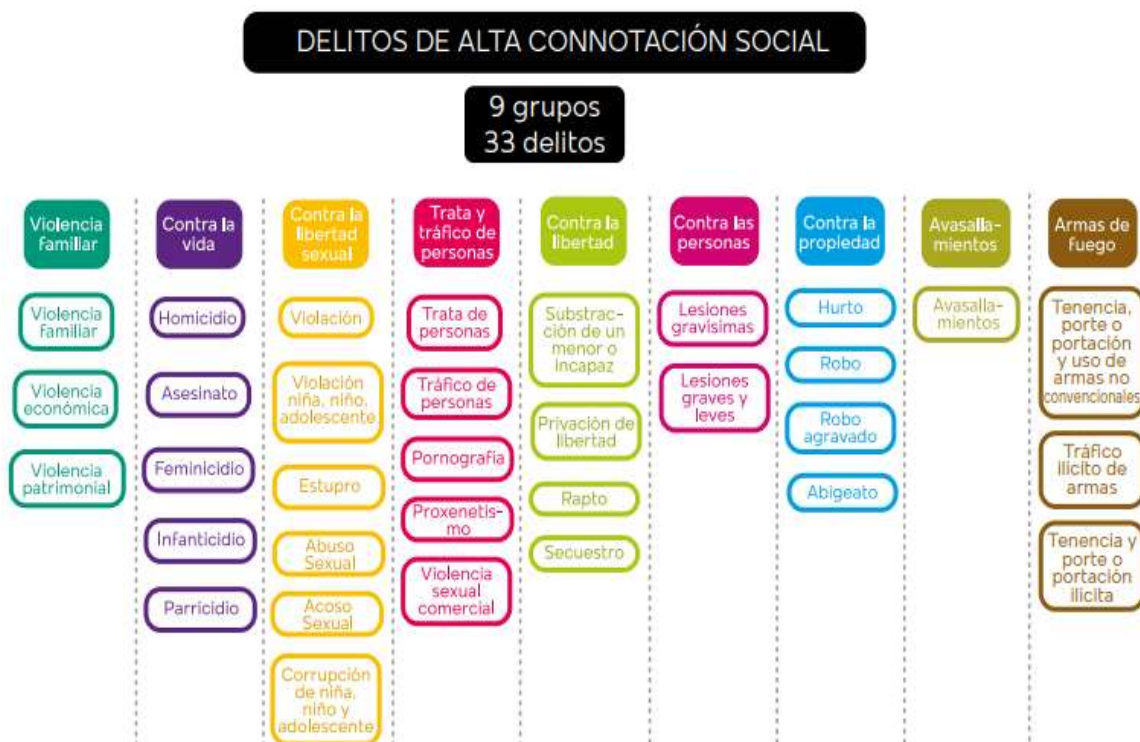 DELITOS DE ALTA CONNOTACIÓN SOCIAL
9 grupos
33 delitos
Violencia
familiar
Violencia
familiar
Violencia
económica
Violencia
patrimonial
Contra la
vida
Homicidio
Asesinato
Feminicidio
Infanticidio
Parricidio
Contra la
libertad
sexual
Violación
Violación
niña, niño,
adolescente
Estupro
Abuso
Sexual
Acoso
Sexual
Corrupción
de niña,
niño y
adolescente
Trata y
tráfico de
personas
Trata de
personas
Tráfico de
personas
Pornografía
Proxenetis-
mo
Violencia
sexual
comercial
Contra la
libertad
Substrac-
ción de un
menor o
incapaz
Privación de
libertad
Rapto
Secuestro
Contra las
personas
Lesiones
gravísimas
Lesiones
graves y
leves
Contra la
propiedad
Hurto
Robo
Robo
agravado
Abigeato
Avasalla-
mientos
Avasalla-
mientos
Armas de
fuego
Tenencia,
porte o
portación
y uso de
armas no
convencionales
Tráfico
ilícito de
armas
Tenencia y
porte o
portación
ilícita